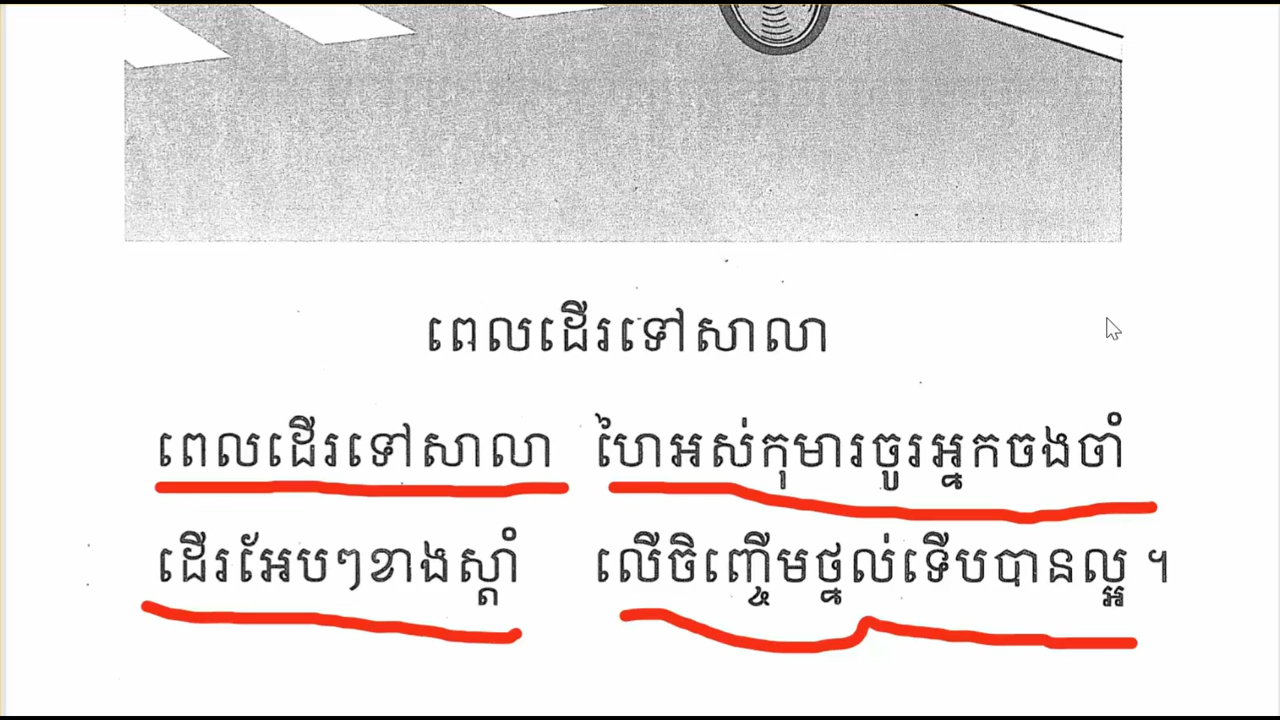 ពេលដើរទៅសាលា
ពេលដើរទៅសាលា ហៃអស់កុមារចូរអ្នកចងចាំ
ដើរអែបៗខាងស្ដាំ លើចិញ្ចើមថ្នល់ទើបបានល្អ ។